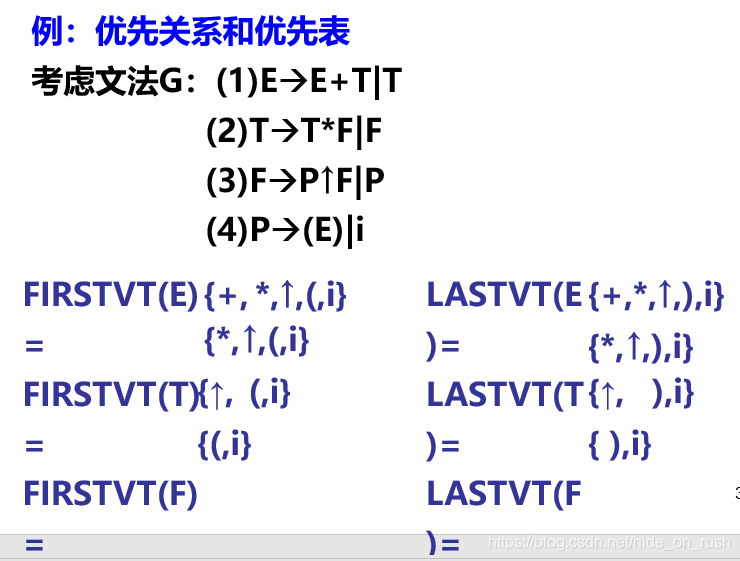 例：优先关系和优先表
考虑文法G：(1)E→E+T|T
(2)T→T*F|F
(3)F→P↑F|P
(4)P→(E)|i
FIRSTVT(E) {+, *,↑,(,i} LASTVT(E {+,*,↑,),i}
= {*,↑,(,i} )= {*,↑,),i}
FIRSTVT(T) {↑, (,i} LASTVT(T {↑, ),i}
= {(,i} )= { ),i}
FIRSTVT(F) LASTVT(F
= )=
https://blog.csdn.net/hide_on_rush